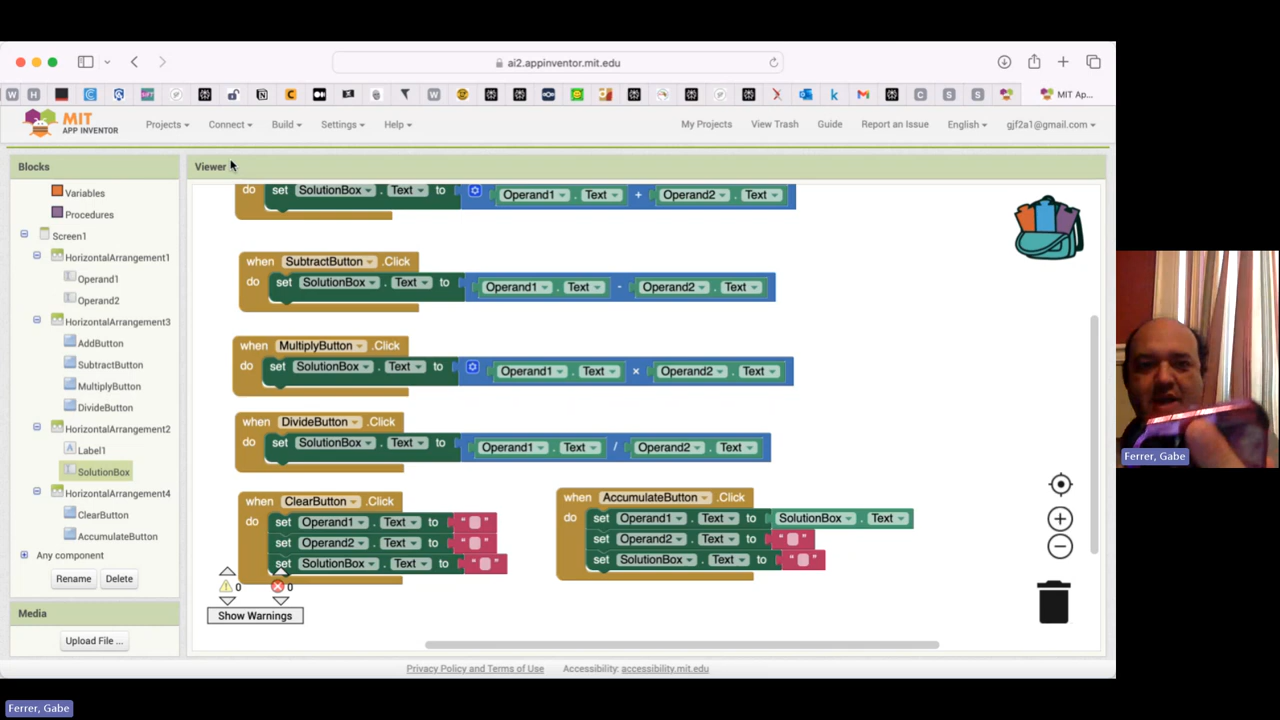 ai2.appinventor.mit.edu
MIT Ap...
MIT
APP INVENTOR
Projects
Connect
Build
Settings
Help
My Projects
View Trash
Guide
Report an Issue
English
gjf2a1@gmail.com
Blocks
Variables
Procedures
Screen1
HorizontalArrangement1
Operand1
Operand2
HorizontalArrangement3
AddButton
SubtractButton
MultiplyButton
DivideButton
HorizontalArrangement2
Label1
SolutionBox
HorizontalArrangement4
ClearButton
AccumulateButton
Any component
Rename
Delete
Media
Upload File ...
Viewer
do set SolutionBox . Text to Operand1 . Text + Operand2 . Text
when SubtractButton .Click
do set SolutionBox . Text to Operand1 . Text - Operand2 . Text
when MultiplyButton .Click
do set SolutionBox . Text to Operand1 . Text × Operand2 . Text
when DivideButton .Click
do set SolutionBox . Text to Operand1 . Text / Operand2 . Text
when ClearButton .Click
do set Operand1 . Text to " "
set Operand2 . Text to " "
set SolutionBox . Text to " "
when AccumulateButton .Click
do set Operand1 . Text to SolutionBox . Text
set Operand2 . Text to " "
set SolutionBox . Text to " "
0
0
Show Warnings
Privacy Policy and Terms of Use
Accessibility: accessibility.mit.edu
Ferrer, Gabe
Ferrer, Gabe